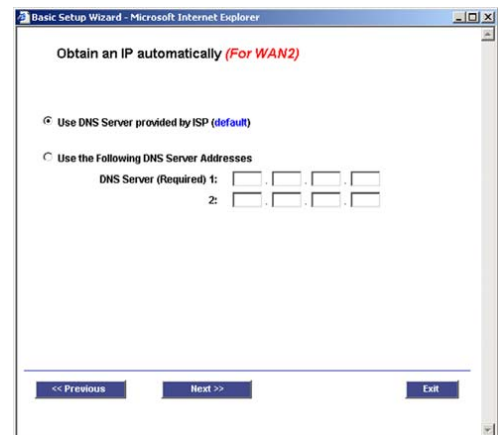 Basic Setup Wizard - Microsoft Internet Explorer
Obtain an IP automatically (For WAN2)
Use DNS Server provided by ISP (default)
Use the Following DNS Server Addresses
DNS Server (Required) 1: . . .
2: . . .
<< Previous Next >> Exit